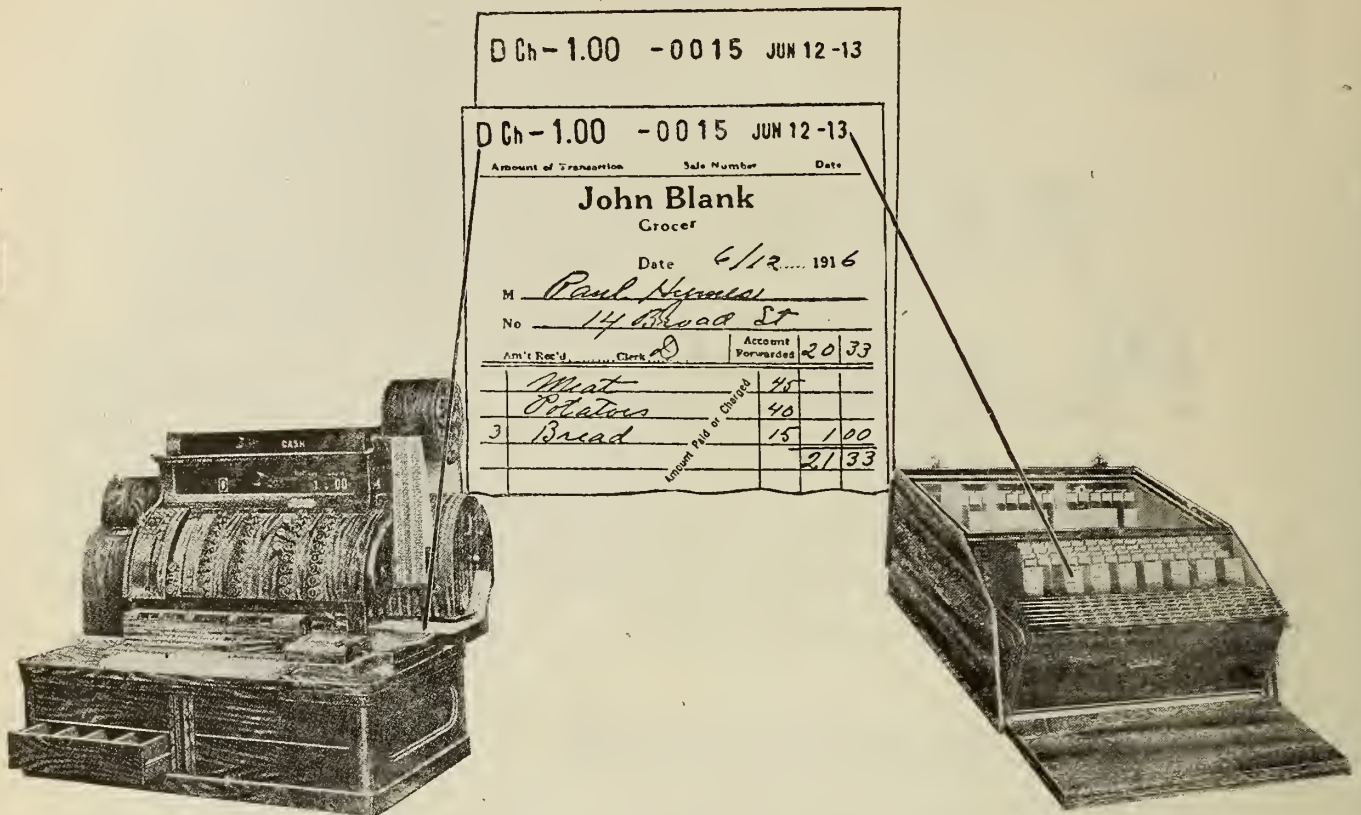 D Ch - 1.00 - 0015 JUN 12 - 13
D Ch - 1.00 - 0015 JUN 12 - 13
Amount of Transaction Sale Number Date
John Blank
Grocer
Date 6/12 ..... 1916
M Paul
No 14 Broad St
Am't Rec'd ........ Clerk D Account Forwarded 20 33
Meat 45
Potatoes 40
3 Bread 15 1 00
21 33
Amount Paid or Charged
CASH
D 1.00